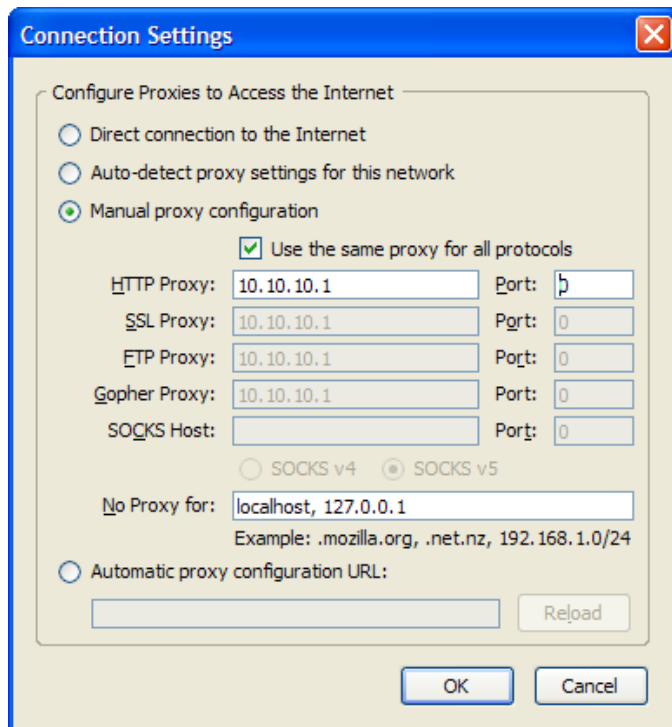 Connection Settings
Configure Proxies to Access the Internet
Direct connection to the Internet
Auto-detect proxy settings for this network
Manual proxy configuration
Use the same proxy for all protocols
HTTP Proxy: 10.10.10.1 Port: 0
SSL Proxy: 10.10.10.1 Port: 0
FTP Proxy: 10.10.10.1 Port: 0
Gopher Proxy: 10.10.10.1 Port: 0
SOCKS Host: Port: 0
SOCKS v4 SOCKS v5
No Proxy for: localhost, 127.0.0.1
Example: .mozilla.org, .net.nz, 192.168.1.0/24
Automatic proxy configuration URL:
Reload
OK Cancel